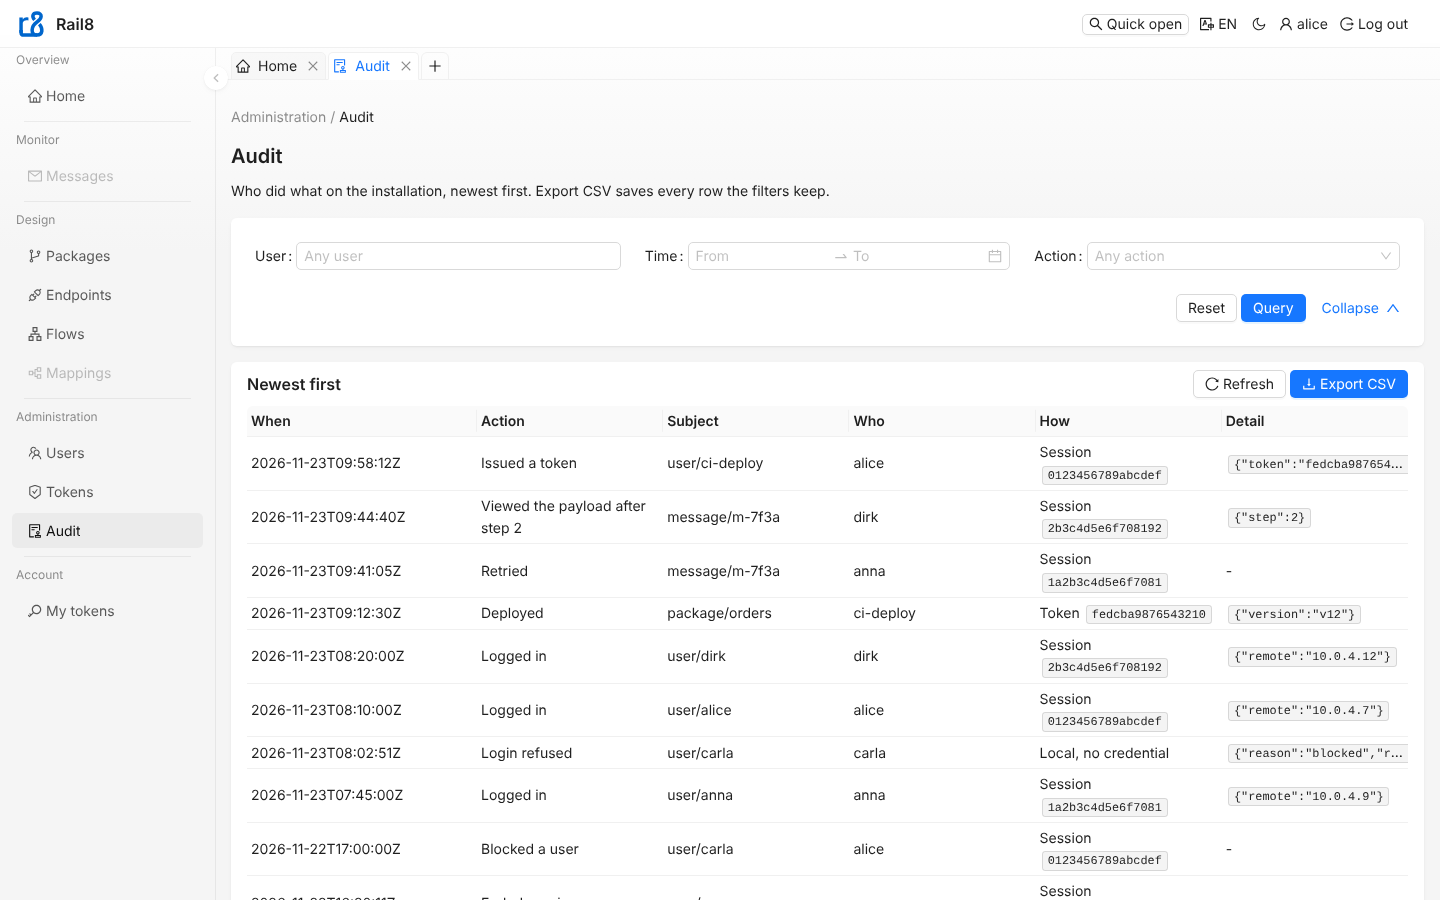 Rail8
Quick open
EN
alice
Log out
Overview
Home
Monitor
Messages
Design
Packages
Endpoints
Flows
Mappings
Administration
Users
Tokens
Audit
Account
My tokens
Home
Audit
Administration / Audit
Audit
Who did what on the installation, newest first. Export CSV saves every row the filters keep.
User: Any user
Time: From To
Action: Any action
Reset
Query
Collapse
Newest first
Refresh
Export CSV
When Action Subject Who How Detail
2026-11-23T09:58:12Z Issued a token user/ci-deploy alice Session 0123456789abcdef {"token":"fedcba987654...
2026-11-23T09:44:40Z Viewed the payload after step 2 message/m-7f3a dirk Session 2b3c4d5e6f708192 {"step":2}
2026-11-23T09:41:05Z Retried message/m-7f3a anna Session 1a2b3c4d5e6f7081 -
2026-11-23T09:12:30Z Deployed package/orders ci-deploy Token fedcba9876543210 {"version":"v12"}
2026-11-23T08:20:00Z Logged in user/dirk dirk Session 2b3c4d5e6f708192 {"remote":"10.0.4.12"}
2026-11-23T08:10:00Z Logged in user/alice alice Session 0123456789abcdef {"remote":"10.0.4.7"}
2026-11-23T08:02:51Z Login refused user/carla carla Local, no credential {"reason":"blocked","r...
2026-11-23T07:45:00Z Logged in user/anna anna Session 1a2b3c4d5e6f7081 {"remote":"10.0.4.9"}
2026-11-22T17:00:00Z Blocked a user user/carla alice Session 0123456789abcdef -
Session